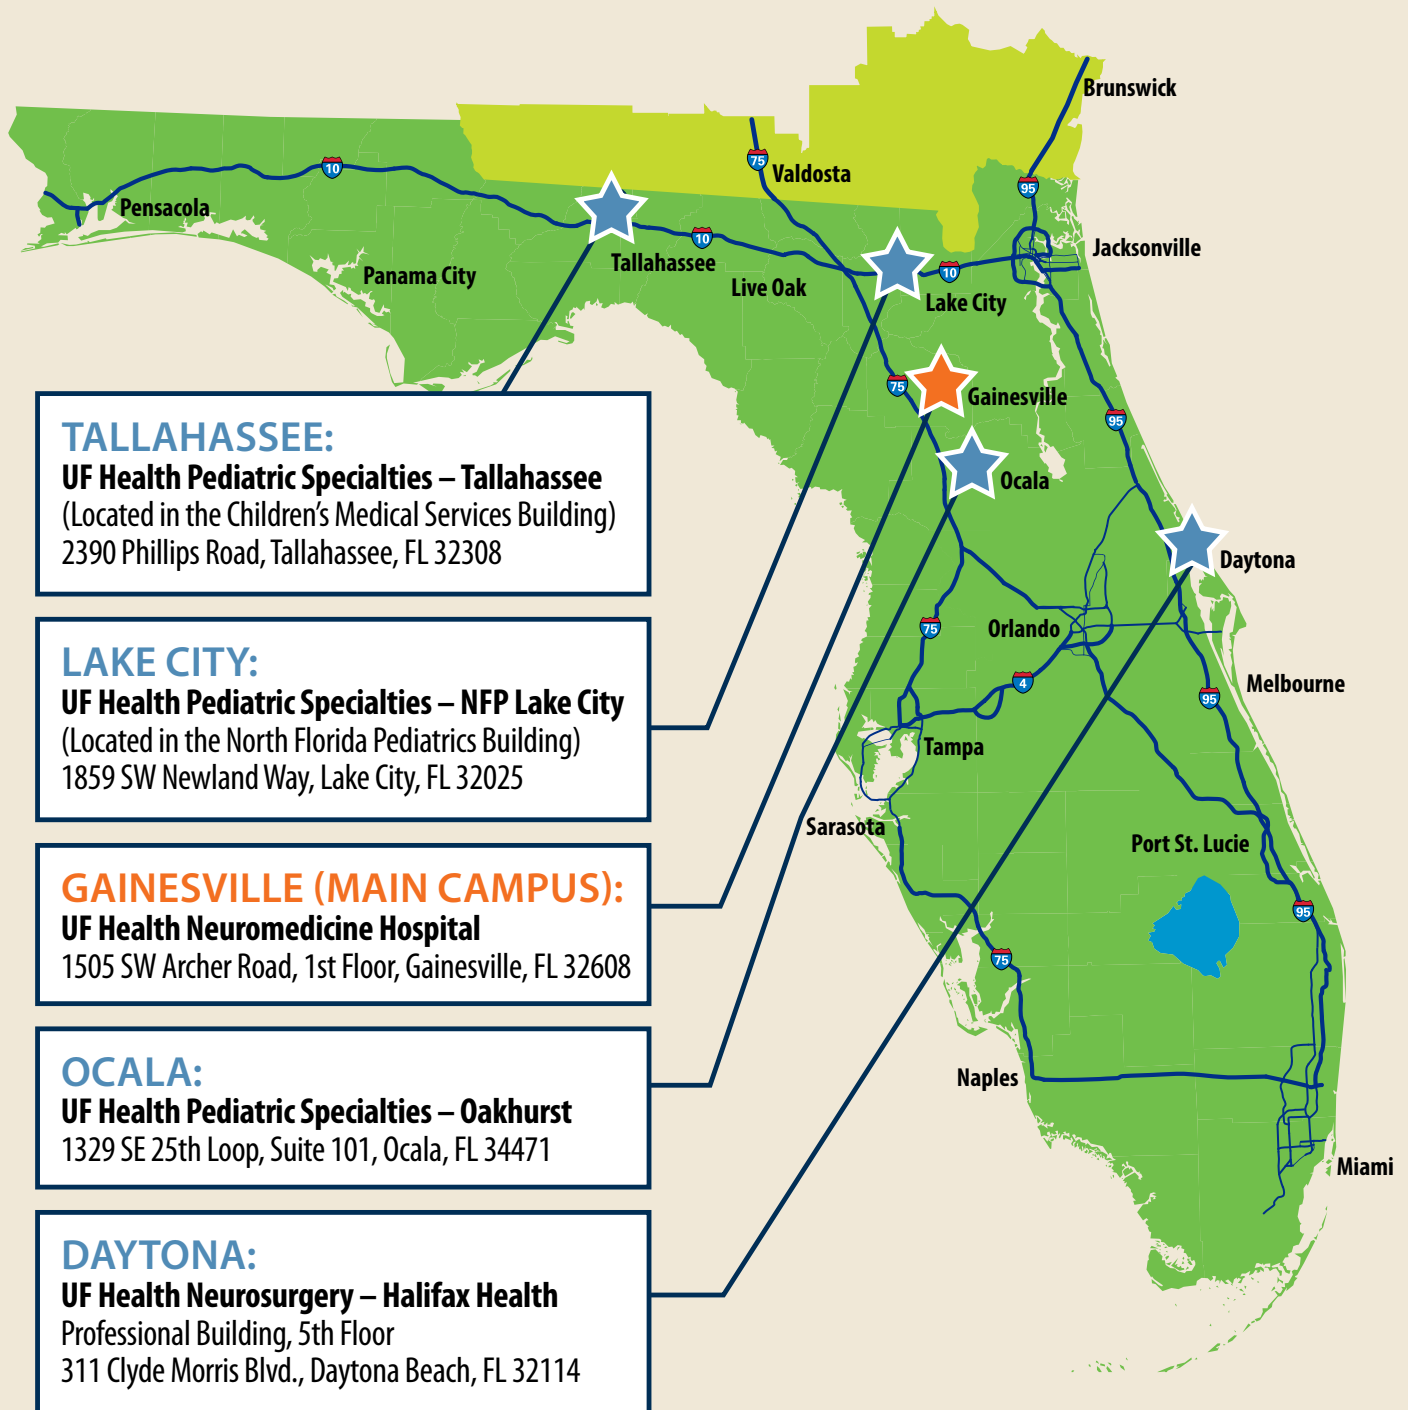 Brunswick
75
Valdosta
10
95
Pensacola
10
Jacksonville
Tallahassee
Panama City
Live Oak
10
Lake City
75
Gainesville
95
Ocala
Daytona
75
Orlando
4
Melbourne
95
Tampa
Sarasota
Port St. Lucie
95
75
Naples
Miami
TALLAHASSEE:
UF Health Pediatric Specialties – Tallahassee
(Located in the Children’s Medical Services Building)
2390 Phillips Road, Tallahassee, FL 32308
LAKE CITY:
UF Health Pediatric Specialties – NFP Lake City
(Located in the North Florida Pediatrics Building)
1859 SW Newland Way, Lake City, FL 32025
GAINESVILLE (MAIN CAMPUS):
UF Health Neuromedicine Hospital
1505 SW Archer Road, 1st Floor, Gainesville, FL 32608
OCALA:
UF Health Pediatric Specialties – Oakhurst
1329 SE 25th Loop, Suite 101, Ocala, FL 34471
DAYTONA:
UF Health Neurosurgery – Halifax Health
Professional Building, 5th Floor
311 Clyde Morris Blvd., Daytona Beach, FL 32114